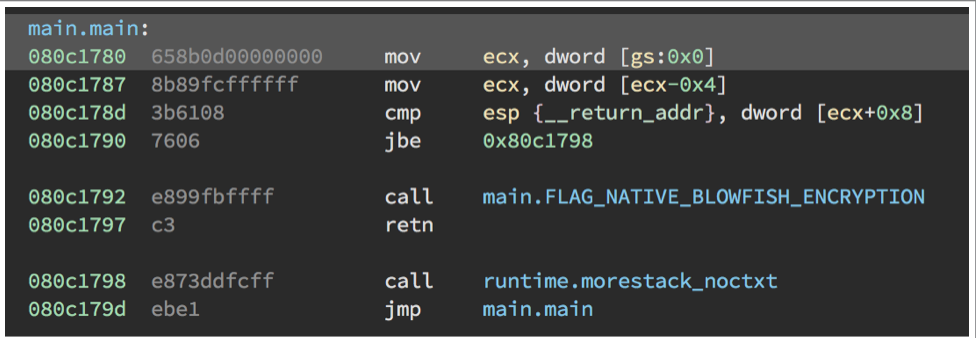 main.main:
080c1780 658b0d00000000 mov ecx, dword [gs:0x0]
080c1787 8b89fcffffff mov ecx, dword [ecx-0x4]
080c178d 3b6108 cmp esp {__return_addr}, dword [ecx+0x8]
080c1790 7606 jbe 0x80c1798
080c1792 e899fbffff call main.FLAG_NATIVE_BLOWFISH_ENCRYPTION
080c1797 c3 retn
080c1798 e873ddfcff call runtime.morestack_noctxt
080c179d ebe1 jmp main.main